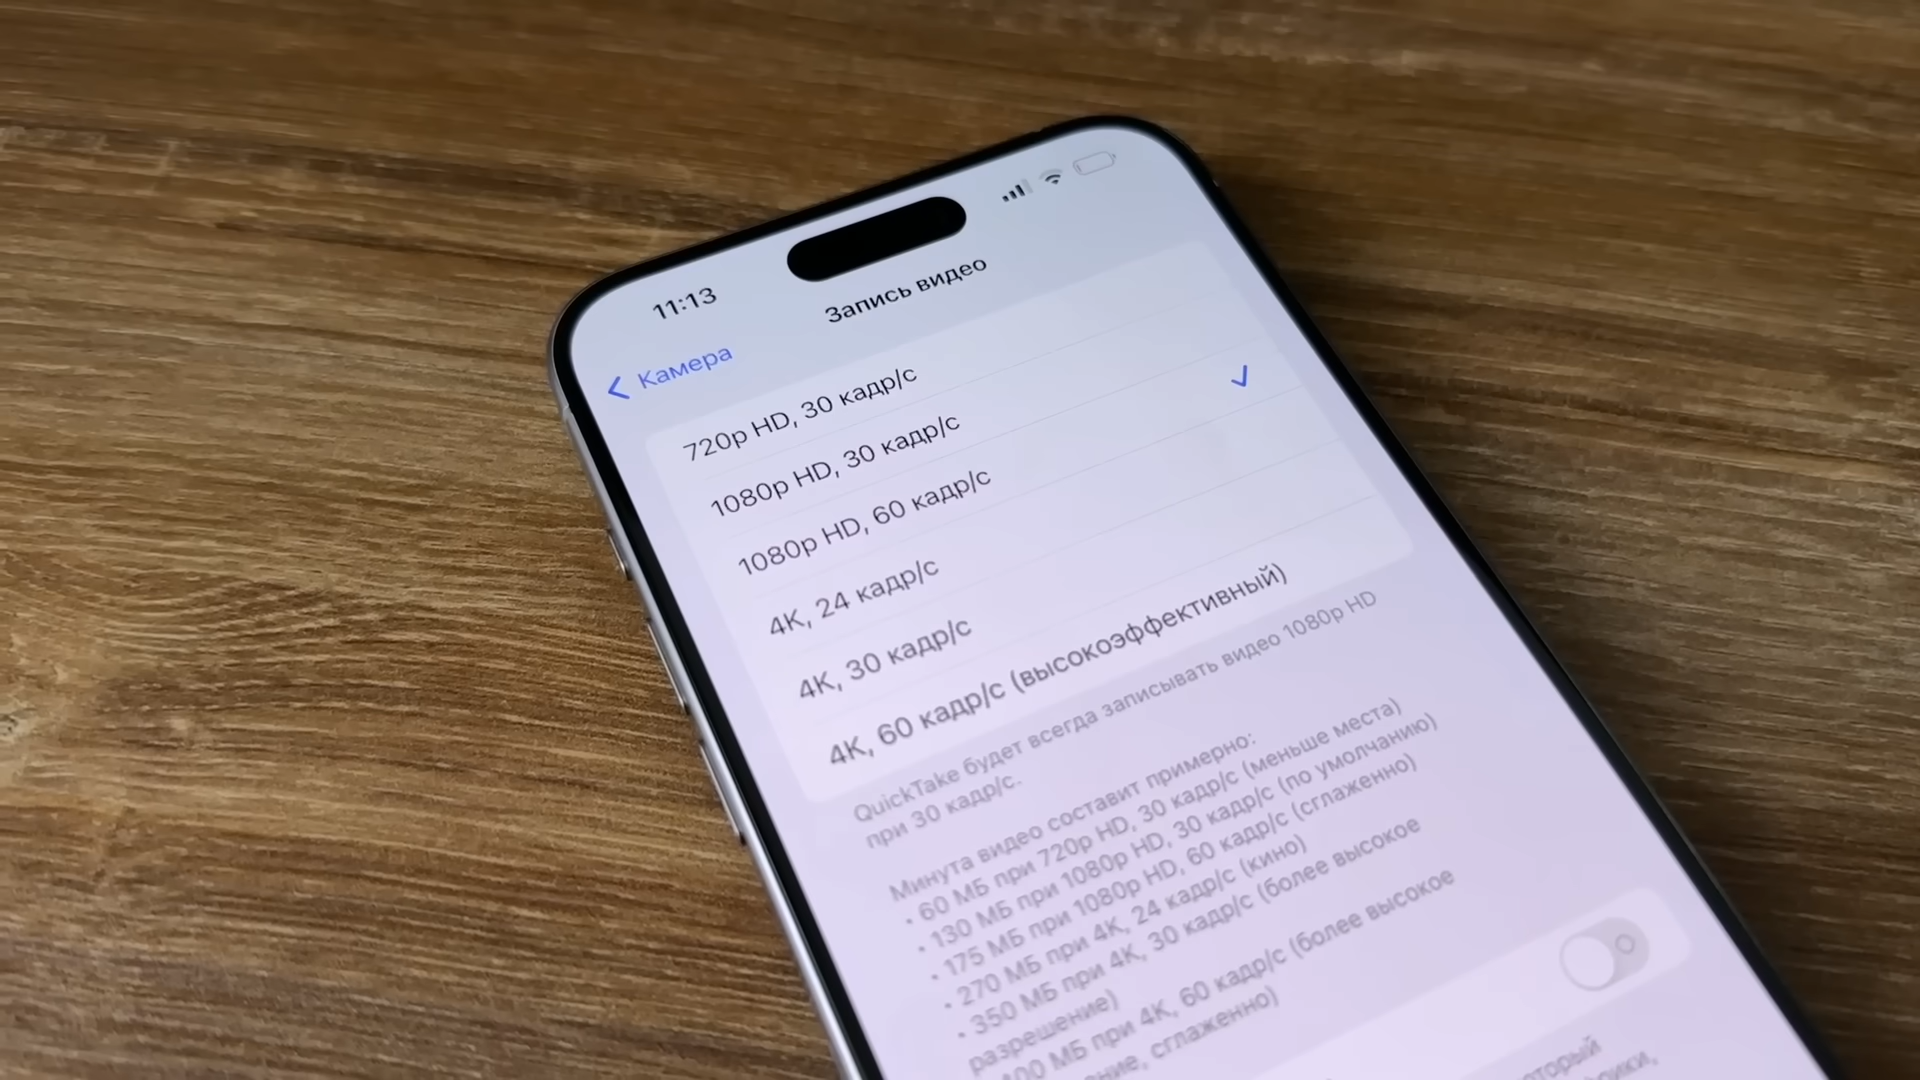 11:13
Запись видео
Камера
720p HD, 30 кадр/с
1080p HD, 30 кадр/с
1080p HD, 60 кадр/с
4K, 24 кадр/с
4K, 30 кадр/с
4K, 60 кадр/с (высокоэффективный)
QuickTake будет всегда записывать видео 1080p HD
при 30 кадр/с.
Минута видео составит примерно:
• 60 МБ при 720p HD, 30 кадр/с (меньше места)
• 130 МБ при 1080p HD, 30 кадр/с (по умолчанию)
• 175 МБ при 1080p HD, 60 кадр/с (сглаженно)
• 270 МБ при 4K, 24 кадр/с (кино)
• 350 МБ при 4K, 30 кадр/с (более высокое
разрешение)
МБ при 4K, 60 кадр/с (более высокое
сглаженно)